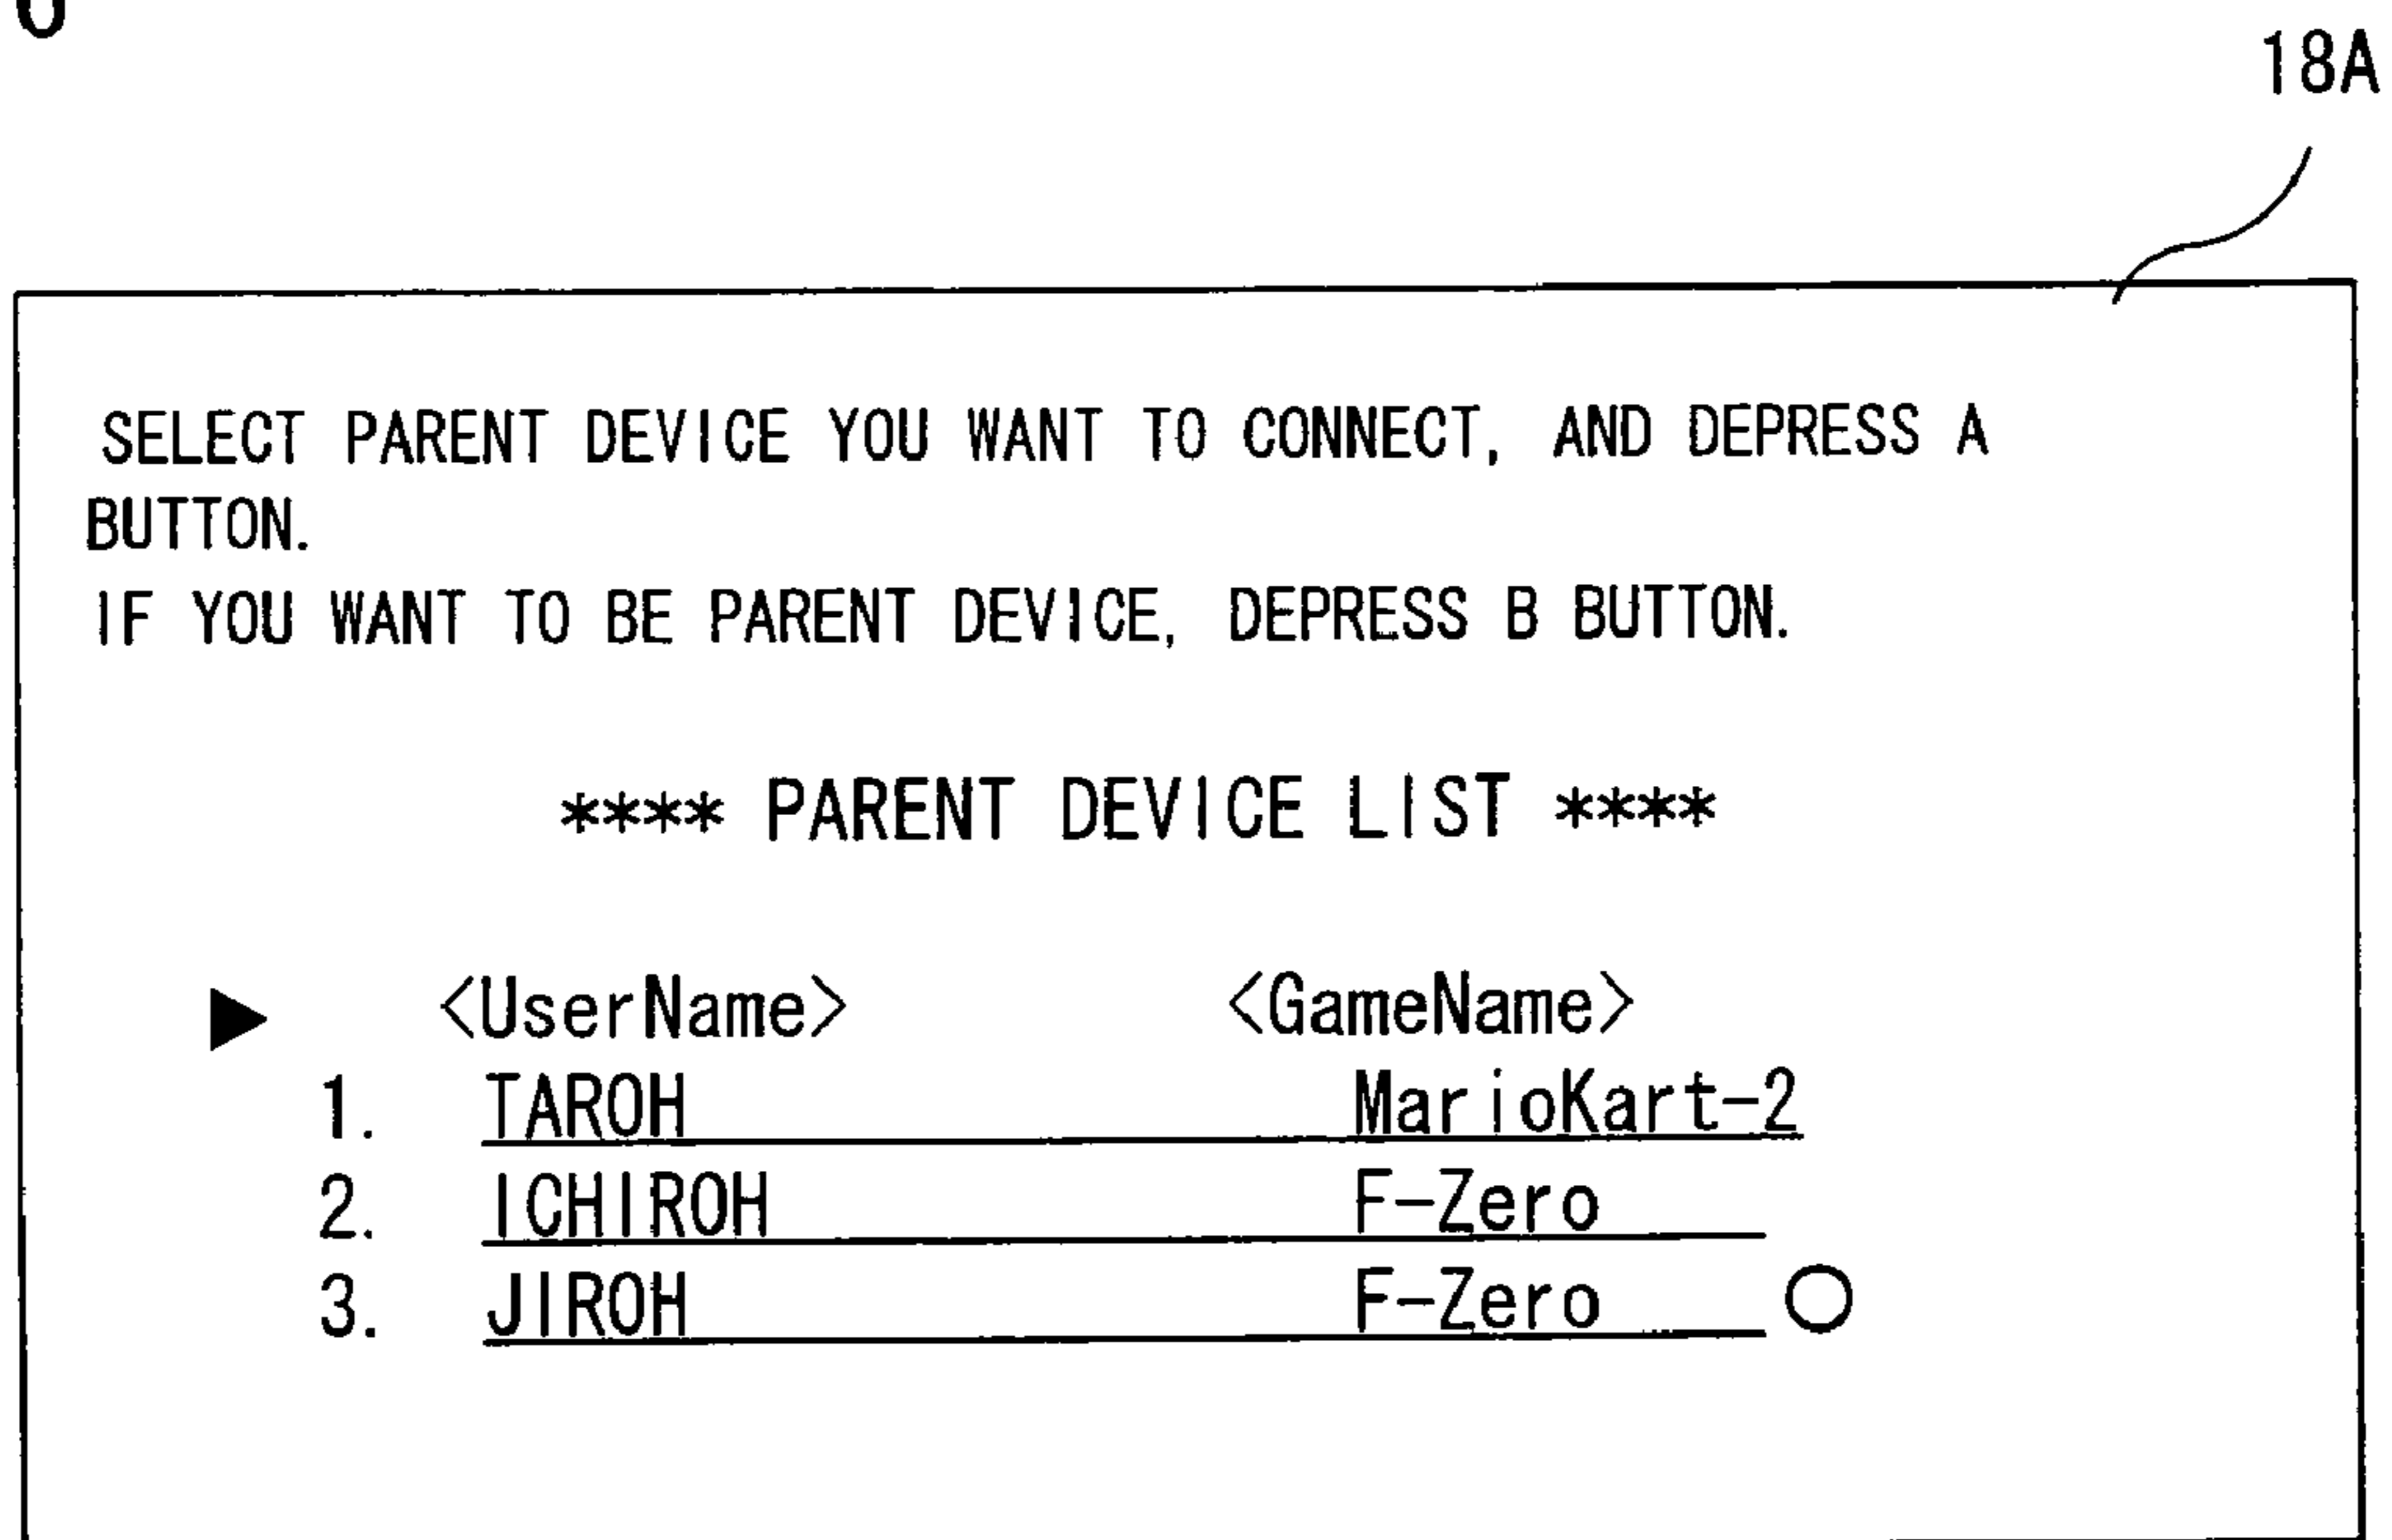 18A
SELECT PARENT DEVICE YOU WANT TO CONNECT, AND DEPRESS A
BUTTON.
IF YOU WANT TO BE PARENT DEVICE, DEPRESS B BUTTON.
**** PARENT DEVICE LIST ****
▶ <UserName> <GameName>
1. TAROH MarioKart-2
2. ICHIROH F-Zero
3. JIROH F-Zero ○